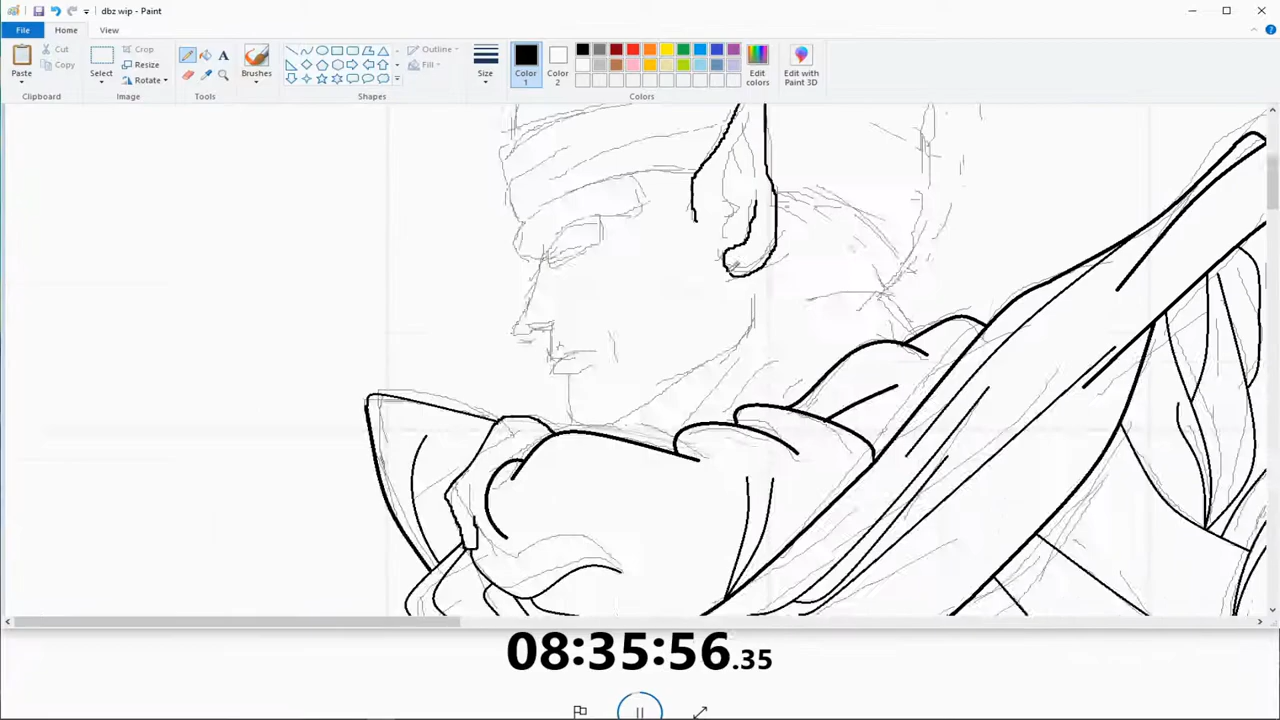 dbz wip - Paint
File Home View
Paste
Cut
Copy
Clipboard
Select
Crop
Resize
Rotate
Image
A
Tools
Brushes
Outline
Fill
Shapes
Size
Color 1
Color 2
Edit colors
Colors
Edit with Paint 3D
08:35:56.35